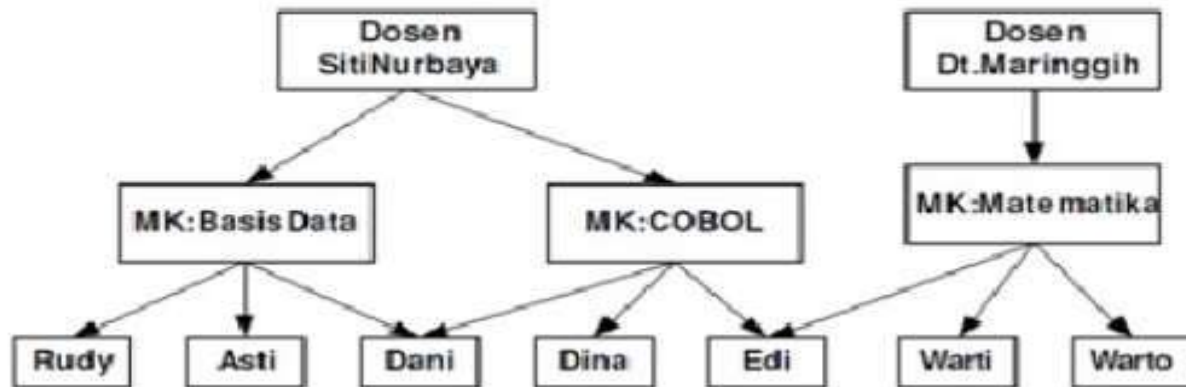 Dosen
SitiNurbaya
Dosen
Dt.Maringgih
MK:Basis Data
MK:COBOL
MK:Matematika
Rudy
Asti
Dani
Dina
Edi
Warti
Warto